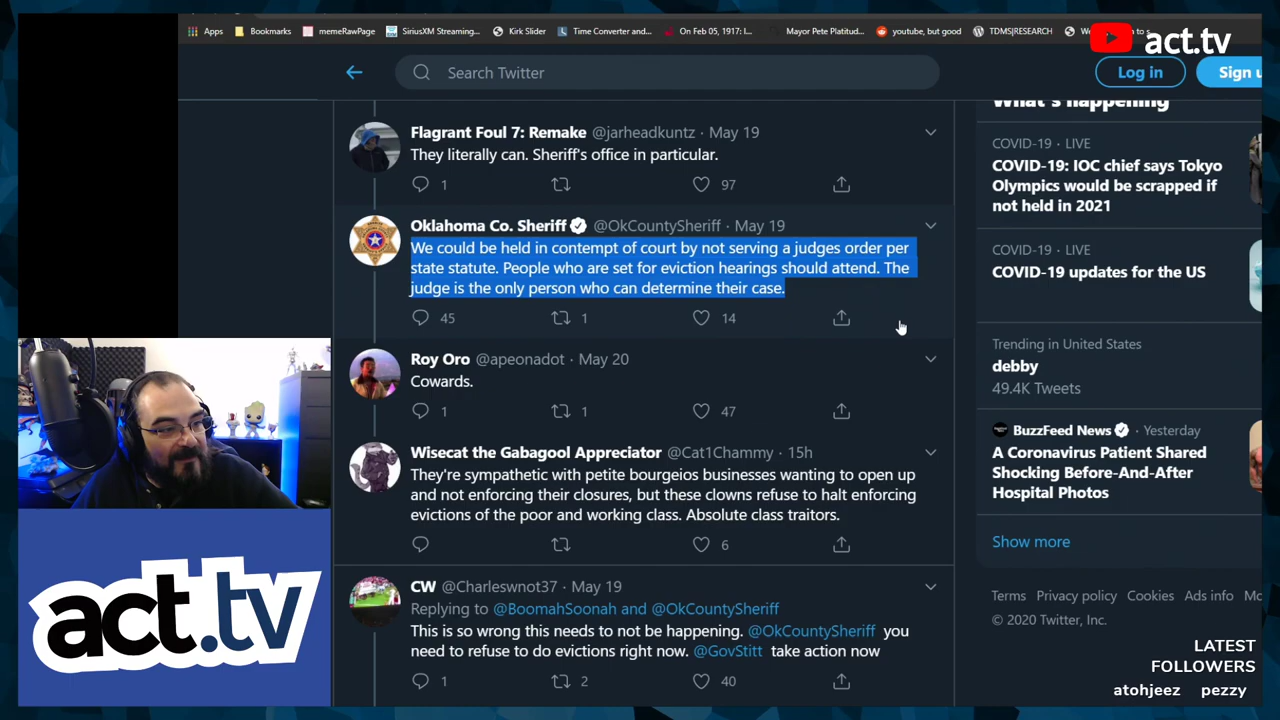 Apps
Bookmarks
memeRawPage
SiriusXM Streaming...
Kirk Slider
Time Converter and...
On Feb 05, 1917: I...
Mayor Pete Platitud...
youtube, but good
TDMS|RESEARCH
act.tv
Search Twitter
Log in
Sign u
What's happening
Flagrant Foul 7: Remake @jarheadkuntz · May 19
They literally can. Sheriff's office in particular.
1
97
Oklahoma Co. Sheriff @OkCountySheriff · May 19
We could be held in contempt of court by not serving a judges order per
state statute. People who are set for eviction hearings should attend. The
judge is the only person who can determine their case.
45
1
14
Roy Oro @apeonadot · May 20
Cowards.
1
1
47
Wisecat the Gabagool Appreciator @Cat1Chammy · 15h
They're sympathetic with petite bourgeios businesses wanting to open up
and not enforcing their closures, but these clowns refuse to halt enforcing
evictions of the poor and working class. Absolute class traitors.
6
CW @Charleswnot37 · May 19
Replying to @BoomahSoonah and @OkCountySheriff
This is so wrong this needs to not be happening. @OkCountySheriff you
need to refuse to do evictions right now. @GovStitt take action now
1
2
40
COVID-19 · LIVE
COVID-19: IOC chief says Tokyo
Olympics would be scrapped if
not held in 2021
COVID-19 · LIVE
COVID-19 updates for the US
Trending in United States
debby
49.4K Tweets
BuzzFeed News · Yesterday
A Coronavirus Patient Shared
Shocking Before-And-After
Hospital Photos
Show more
Terms Privacy policy Cookies Ads info
© 2020 Twitter, Inc.
act.tv
LATEST
FOLLOWERS
atohjeez pezzy